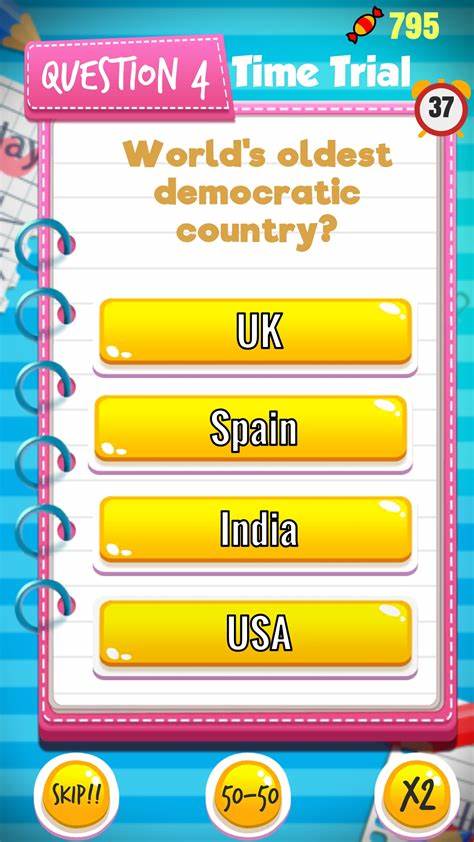 795
QUESTION 4 Time Trial
37
World's oldest
democratic
country?
UK
Spain
India
USA
SKIP!! 50-50 X2